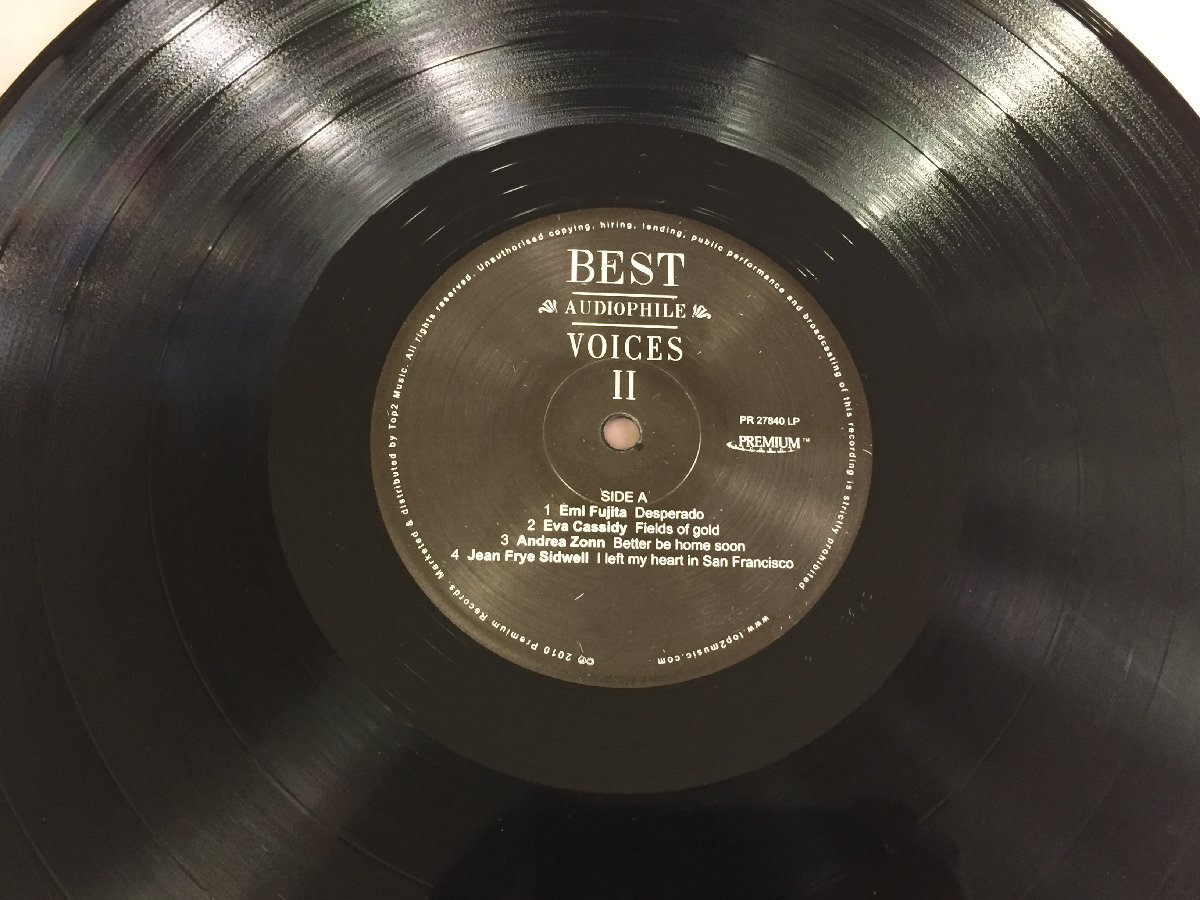 BEST
AUDIOPHILE
VOICES
II
PR 27840 LP
PREMIUM™
SIDE A
1 Emi Fujita Desperado
2 Eva Cassidy Fields of gold
3 Andrea Zonn Better be home soon
4 Jean Frye Sidwell I left my heart in San Francisco
©℗ 2010 Premium Records. Marketed & distributed by Top2 Music. All rights reserved. Unauthorised copying, hiring, lending, public performance and broadcasting of this recording is strictly prohibited.
www.top2music.com